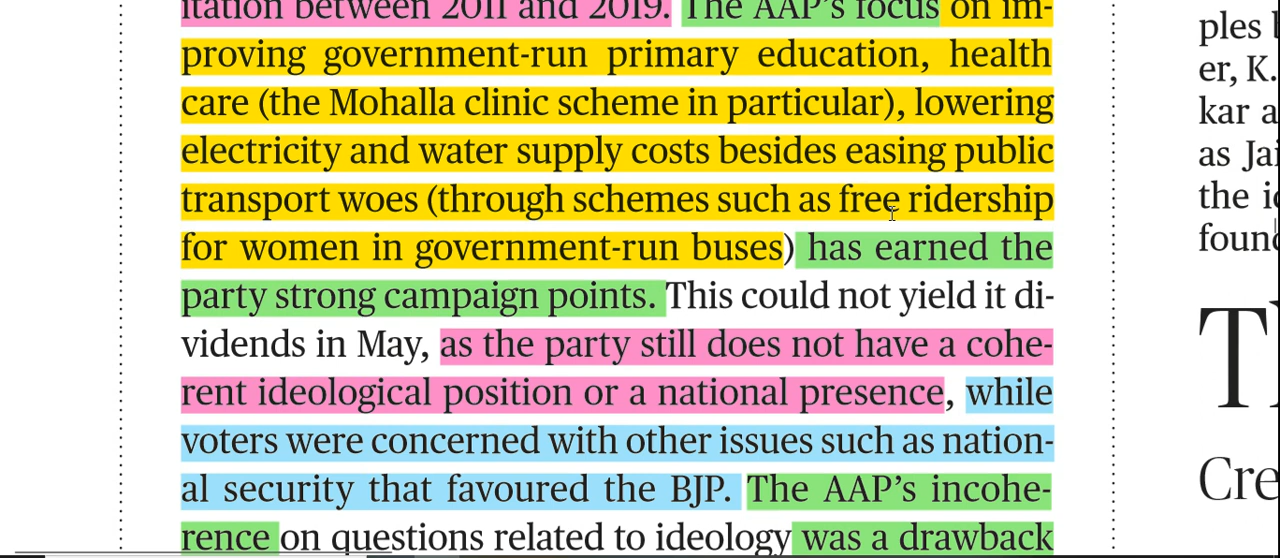 itation between 2011 and 2019. The AAP's focus on im-
proving government-run primary education, health
care (the Mohalla clinic scheme in particular), lowering
electricity and water supply costs besides easing public
transport woes (through schemes such as free ridership
for women in government-run buses) has earned the
party strong campaign points. This could not yield it di-
vidends in May, as the party still does not have a cohe-
rent ideological position or a national presence, while
voters were concerned with other issues such as nation-
al security that favoured the BJP. The AAP's incohe-
rence on questions related to ideology was a drawback
ples
er, K.
kar a
as Jai
the i
found
Cre